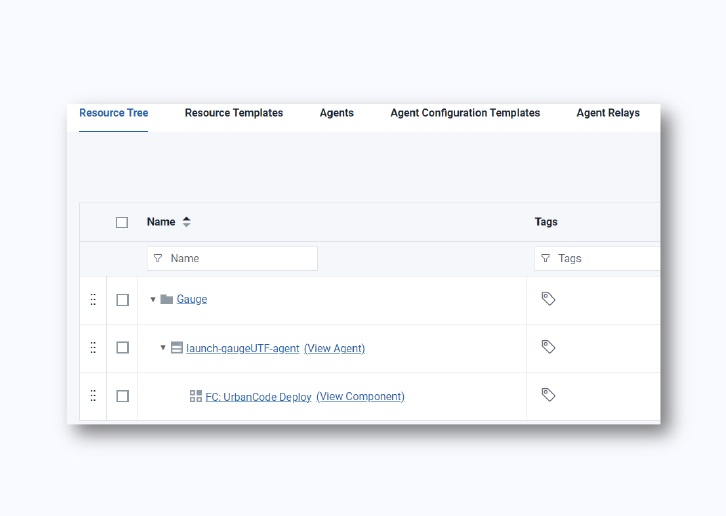 Resource Tree Resource Templates Agents Agent Configuration Templates Agent Relays
Name Tags
Name Tags
Gauge
launch-gaugeUTF-agent (View Agent)
FC: UrbanCode Deploy (View Component)